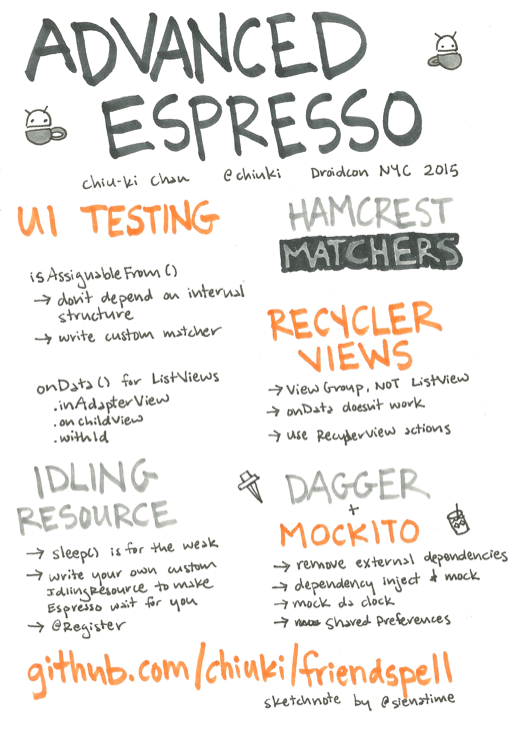 ADVANCED
ESPRESSO
chiu-ki chan @chiuki Droidcon NYC 2015
UI TESTING
isAssignableFrom()
→ don't depend on internal
structure
→ write custom matcher
onData() for ListViews
.inAdapterView
.onchildView
.withId
HAMCREST
MATCHERS
RECYCLER
VIEWS
→ ViewGroup, NOT ListView
→ onData doesn't work
→ use RecyclerView actions
IDLING
RESOURCE
→ sleep() is for the weak
→ write your own custom
IdlingResource to make
Espresso wait for you
→ @Register
DAGGER
+
MOCKITO
→ remove external dependencies
→ dependency inject & mock
→ mock da clock
→ Shared Preferences
github.com/chiuki/friendspell
sketchnote by @sienatime